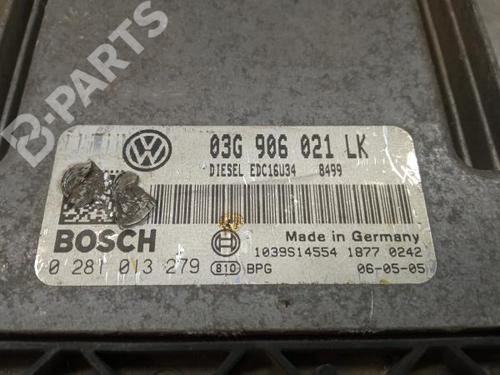 B-PARTS
03G 906 021 LK
DIESEL EDC16U34 8499
BOSCH
Made in Germany
1039S14554 1877 0242
0 281 013 279 810 BPG 06-05-05